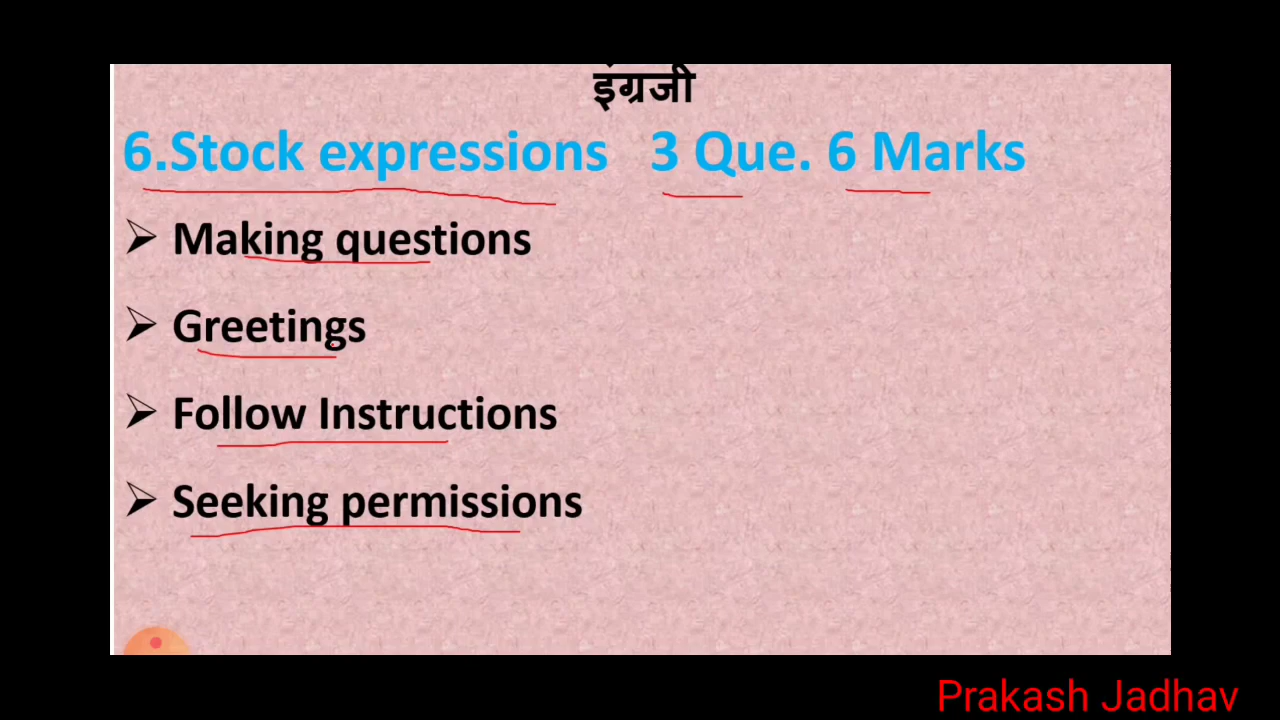 इंग्रजी
6.Stock expressions 3 Que. 6 Marks
➢ Making questions
➢ Greetings
➢ Follow Instructions
➢ Seeking permissions
Prakash Jadhav